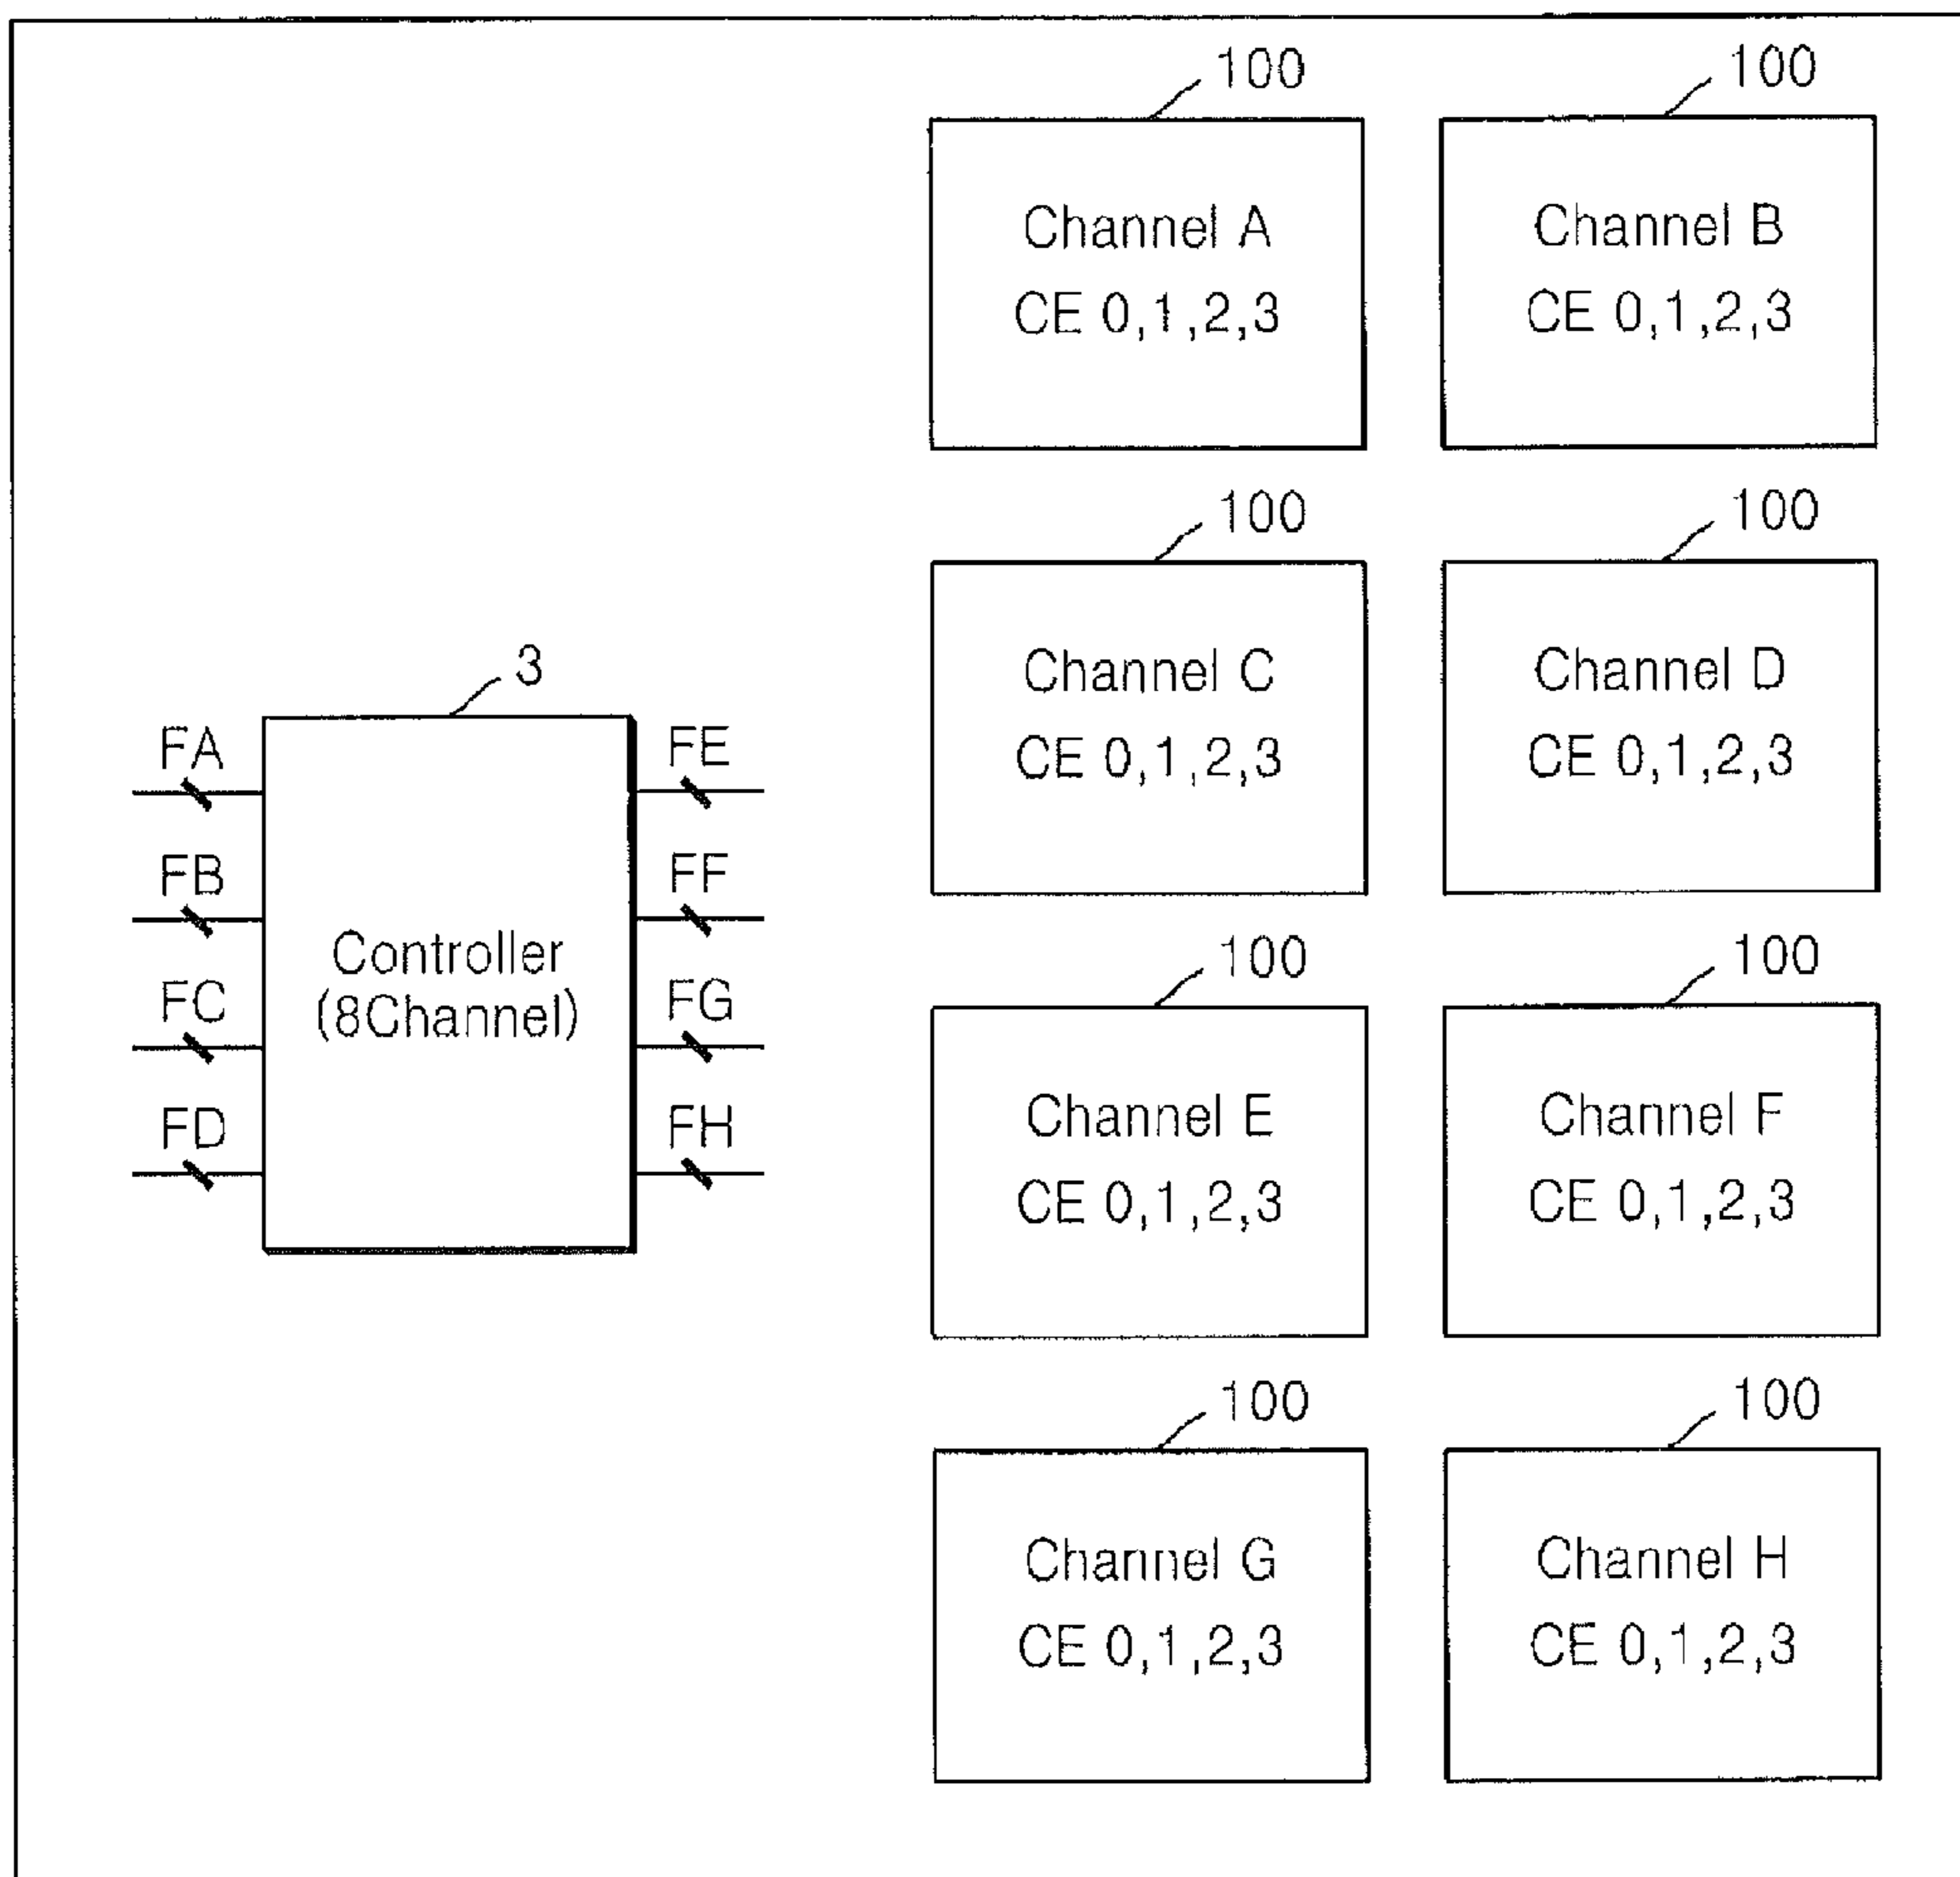 100
100
Channel A
CE 0,1,2,3
Channel B
CE 0,1,2,3
100
100
Channel C
CE 0,1,2,3
Channel D
CE 0,1,2,3
3
FA
FB
FC
FD
Controller
(8Channel)
FE
FF
FG
FH
100
100
Channel E
CE 0,1,2,3
Channel F
CE 0,1,2,3
100
100
Channel G
CE 0,1,2,3
Channel H
CE 0,1,2,3